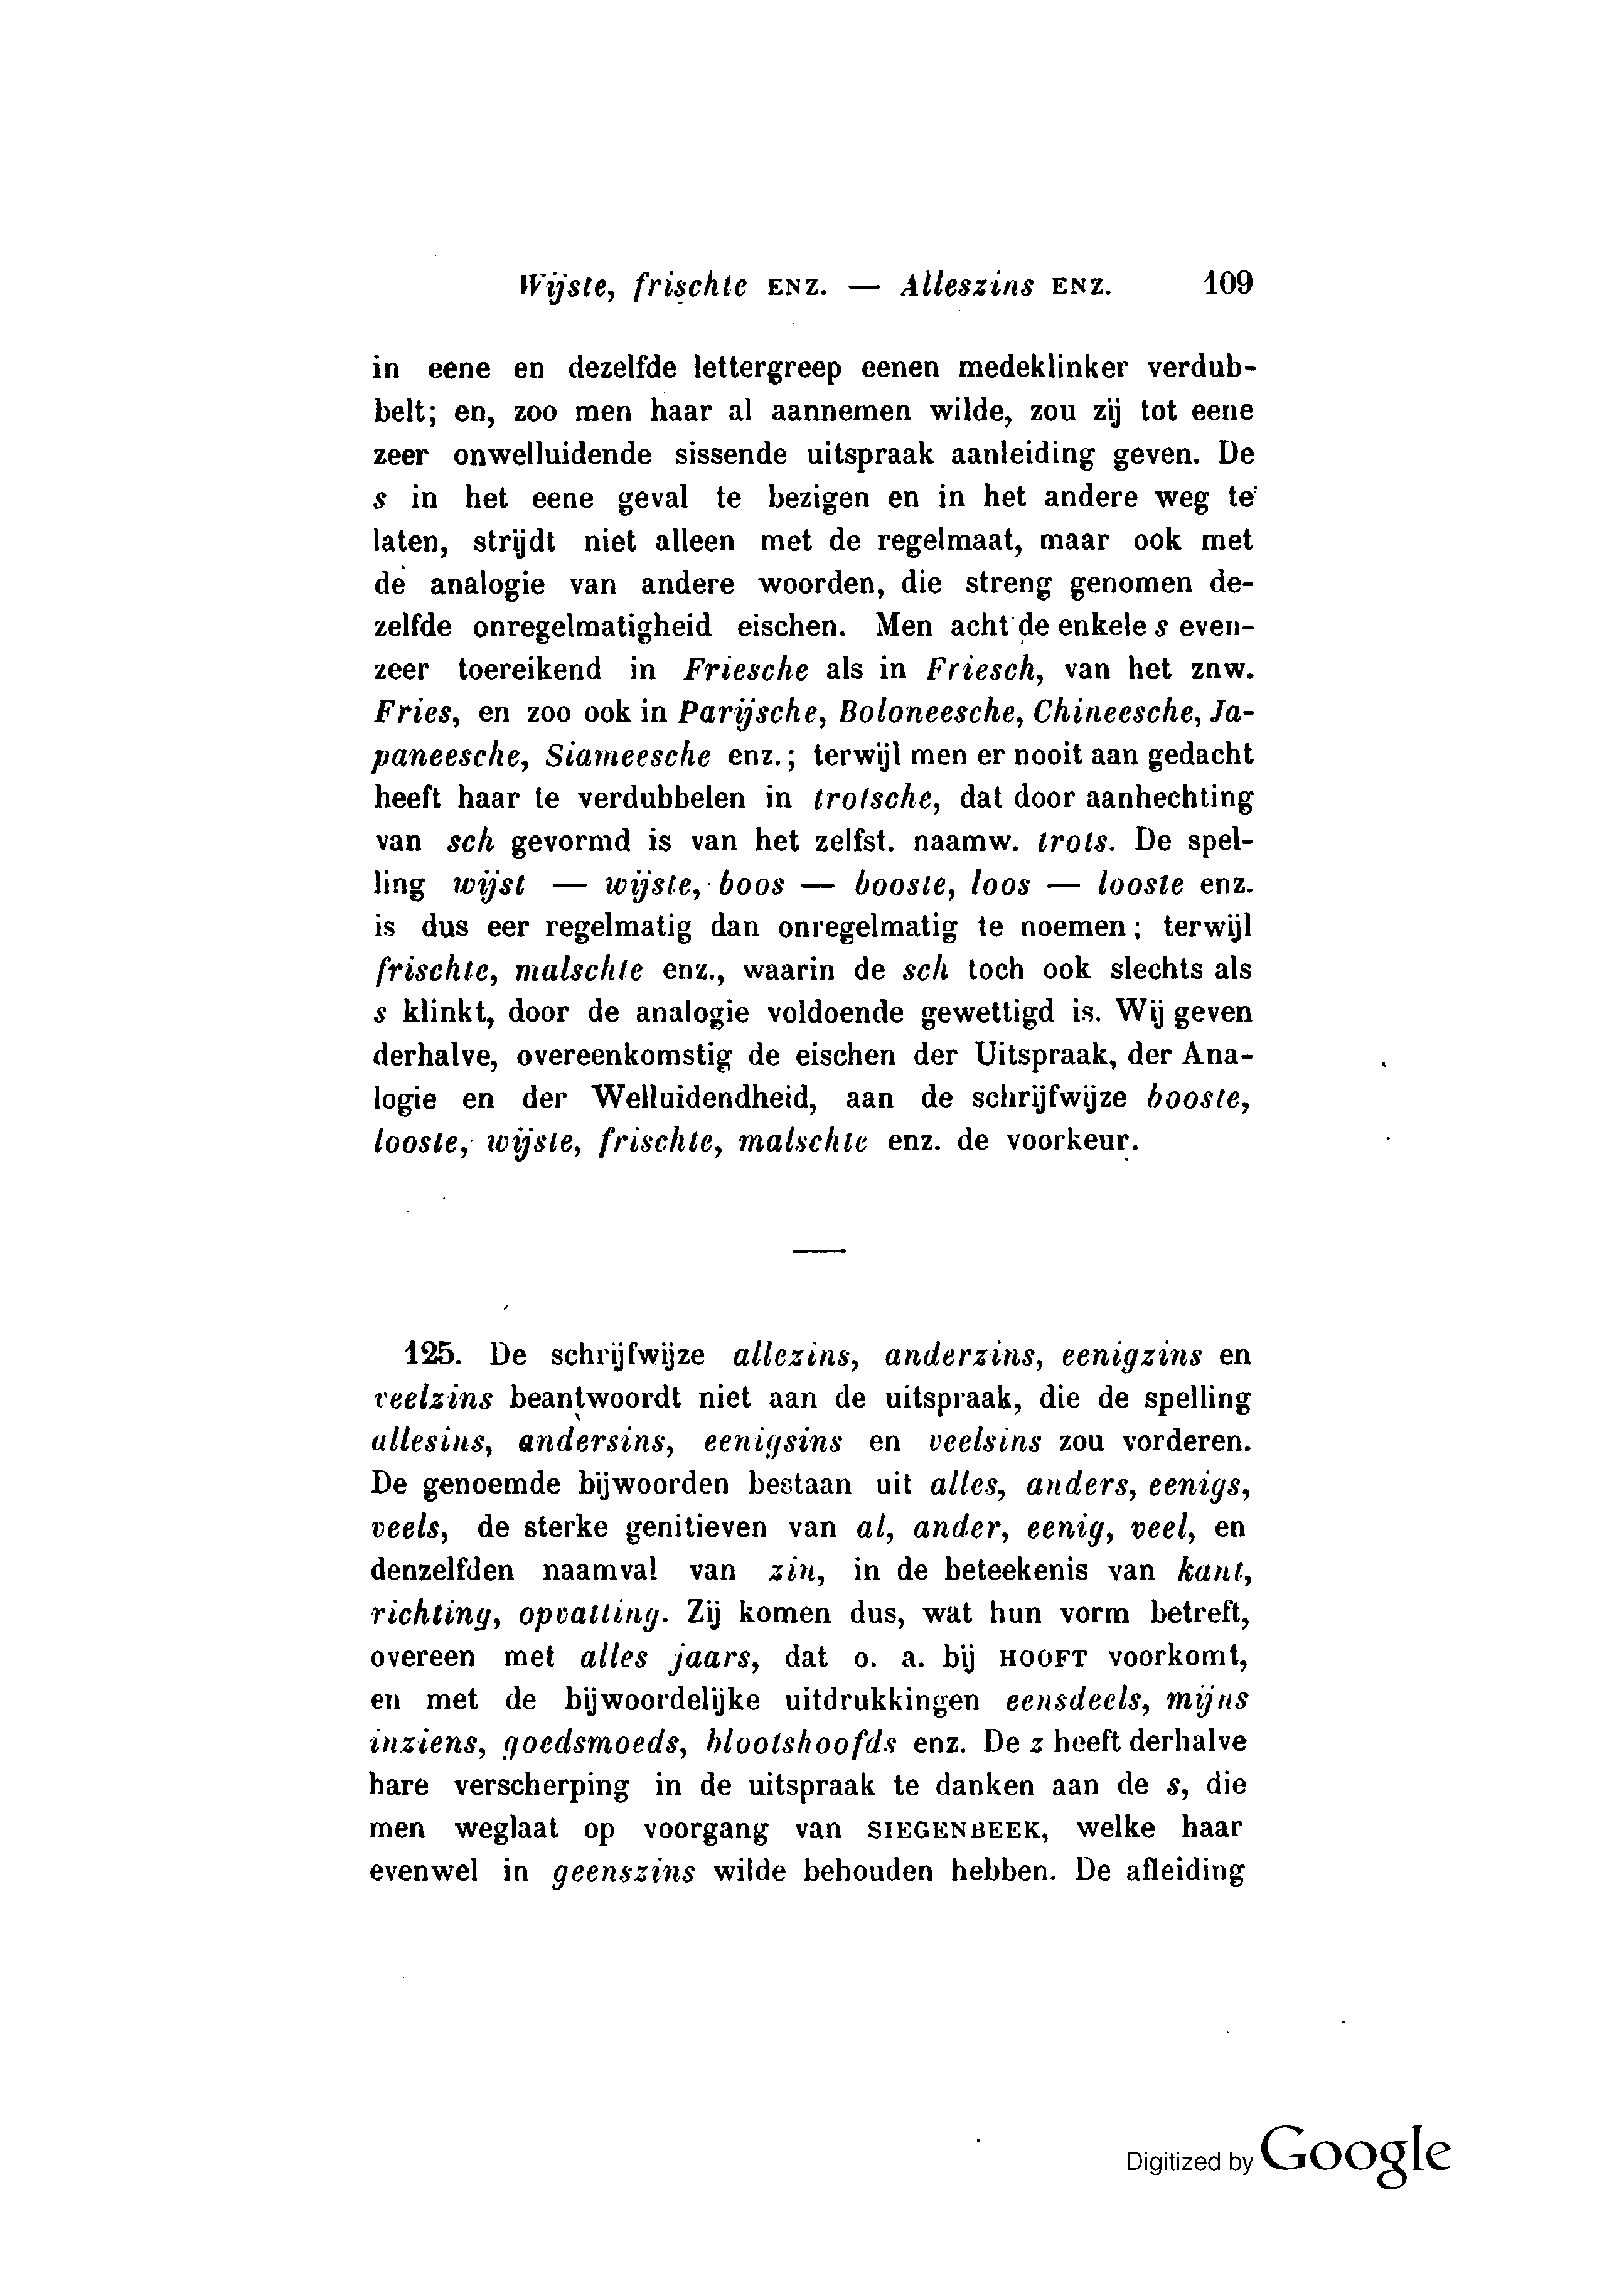 Wijste, frischte ENZ. — Alleszins ENZ. 109
in eene en dezelfde lettergreep eenen medeklinker verdub-
belt; en, zoo men haar al aannemen wilde, zou zij tot eene
zeer onwelluidende sissende uitspraak aanleiding geven. De
s in het eene geval te bezigen en in het andere weg te
laten, strijdt niet alleen met de regelmaat, maar ook met
de analogie van andere woorden, die streng genomen de-
zelfde onregelmatigheid eischen. Men acht de enkele s even-
zeer toereikend in Friesche als in Friesch, van het znw.
Fries, en zoo ook in Parijsche, Boloneesche, Chineesche, Ja-
paneesche, Siameesche enz.; terwijl men er nooit aan gedacht
heeft haar te verdubbelen in trotsche, dat door aanhechting
van sch gevormd is van het zelfst. naamw. trots. De spel-
ling wijst — wijste, boos — booste, loos — looste enz.
is dus eer regelmatig dan onregelmatig te noemen; terwijl
frischte, malschte enz., waarin de sch toch ook slechts als
s klinkt, door de analogie voldoende gewettigd is. Wij geven
derhalve, overeenkomstig de eischen der Uitspraak, der Ana-
logie en der Welluidendheid, aan de schrijfwijze booste,
looste, wijste, frischte, malschte enz. de voorkeur.
125. De schrijfwijze allezins, anderzins, eenigzins en
veelzins beantwoordt niet aan de uitspraak, die de spelling
allesins, andersins, eenigsins en veelsins zou vorderen.
De genoemde bijwoorden bestaan uit alles, anders, eenigs,
veels, de sterke genitieven van al, ander, eenig, veel, en
denzelfden naamval van zin, in de beteekenis van kant,
richting, opvatting. Zij komen dus, wat hun vorm betreft,
overeen met alles jaars, dat o. a. bij HOOFT voorkomt,
en met de bijwoordelijke uitdrukkingen eensdeels, mijns
inziens, goedsmoeds, blootshoofds enz. De z heeft derhalve
hare verscherping in de uitspraak te danken aan de s, die
men weglaat op voorgang van SIEGENBEEK, welke haar
evenwel in geenszins wilde behouden hebben. De afleiding
Digitized by Google